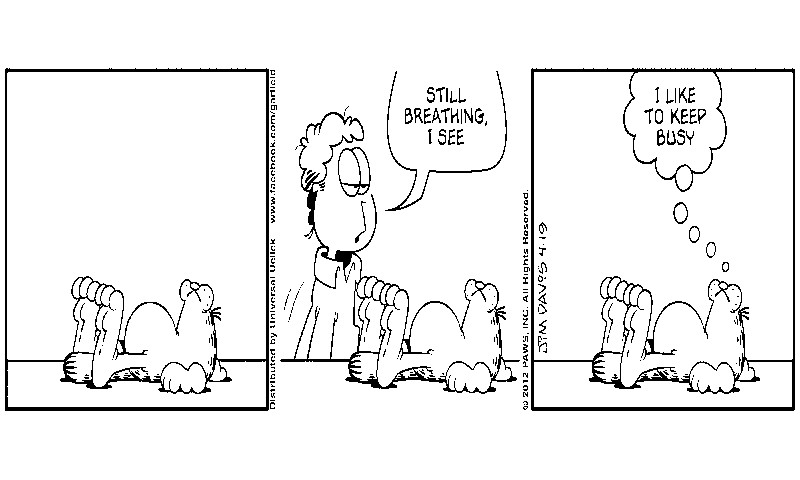 www.facebook.com/garfield
Distributed by Universal Uclick
STILL
BREATHING,
I SEE
© 2012 PAWS, INC. All Rights Reserved.
JIM DAVIS 4·19
I LIKE
TO KEEP
BUSY